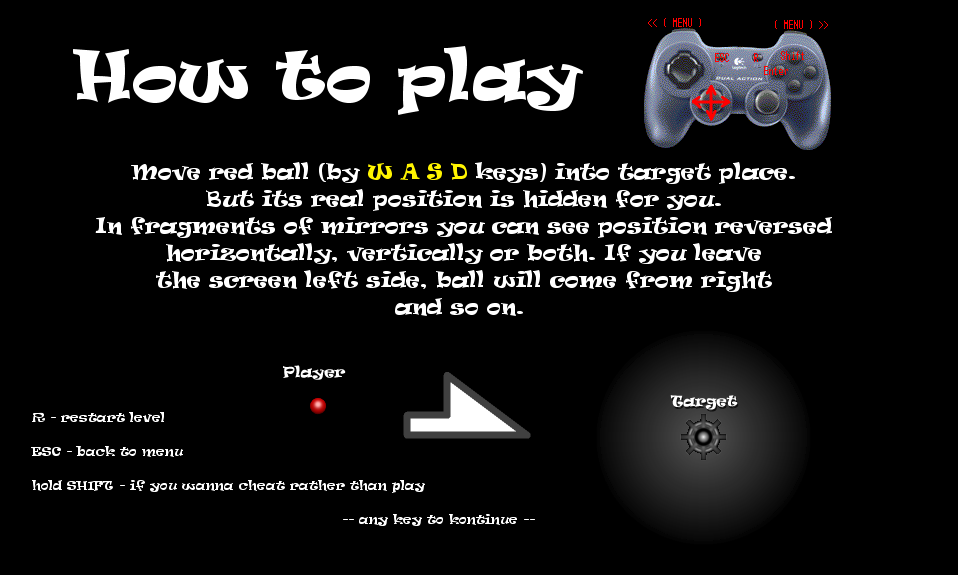 << ( MENU )
( MENU ) >>
How to play
logitech
DUAL ACTION
Move red ball (by W A S D keys) into target place.
But its real position is hidden for you.
In fragments of mirrors you can see position reversed
horizontally, vertically or both. If you leave
the screen left side, ball will come from right
and so on.
Player
Target
R - restart level
ESC - back to menu
hold SHIFT - if you wanna cheat rather than play
-- any key to kontinue --